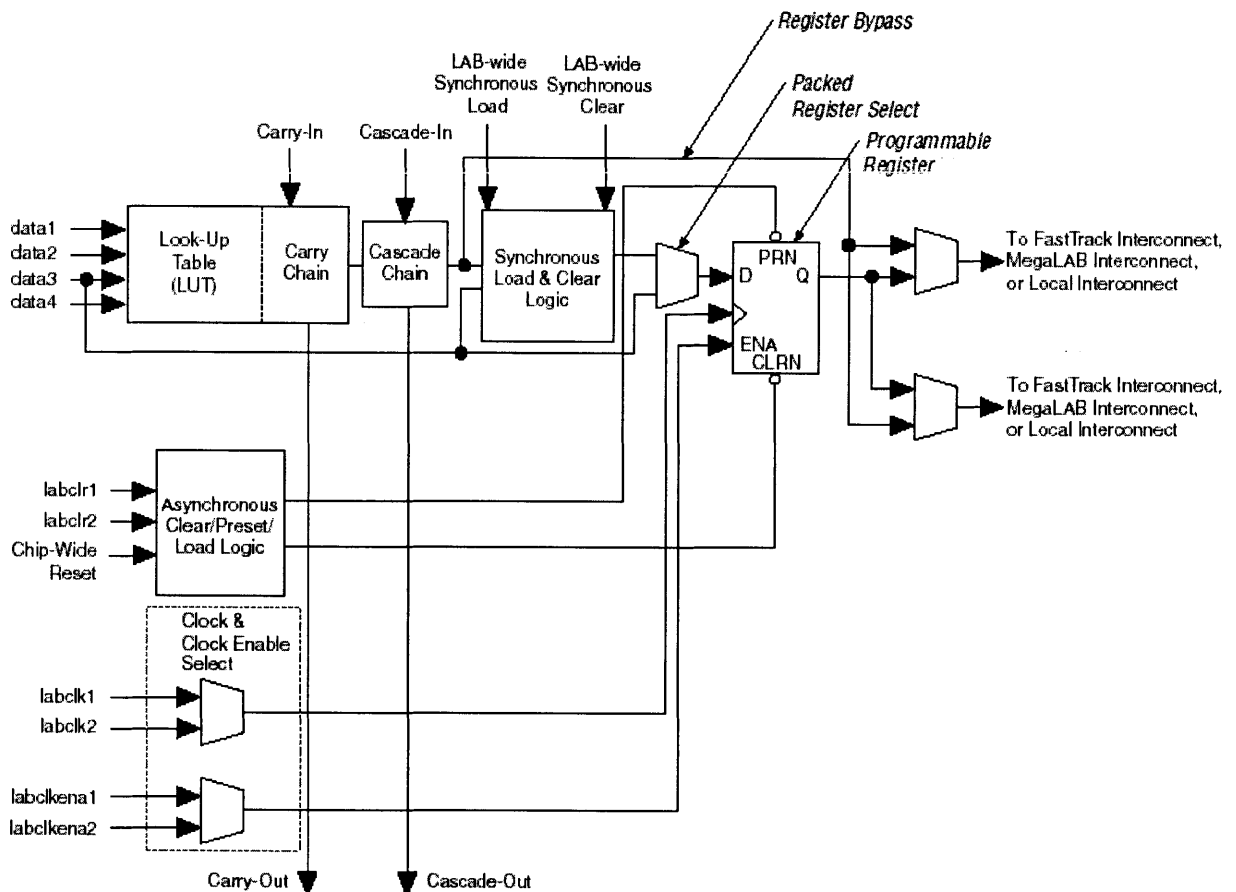 Register Bypass
LAB-wide
Synchronous
Load
LAB-wide
Synchronous
Clear
Packed
Register Select
Programmable
Register
Carry-In
Cascade-In
data1
data2
data3
data4
Look-Up
Table
(LUT)
Carry
Chain
Cascade
Chain
Synchronous
Load & Clear
Logic
PRN
D
Q
ENA
CLRN
To FastTrack Interconnect,
MegaLAB Interconnect,
or Local Interconnect
To FastTrack Interconnect,
MegaLAB Interconnect,
or Local Interconnect
labclr1
labclr2
Chip-Wide
Reset
Asynchronous
Clear/Preset/
Load Logic
Clock &
Clock Enable
Select
labclk1
labclk2
labclkena1
labclkena2
Carry-Out
Cascade-Out